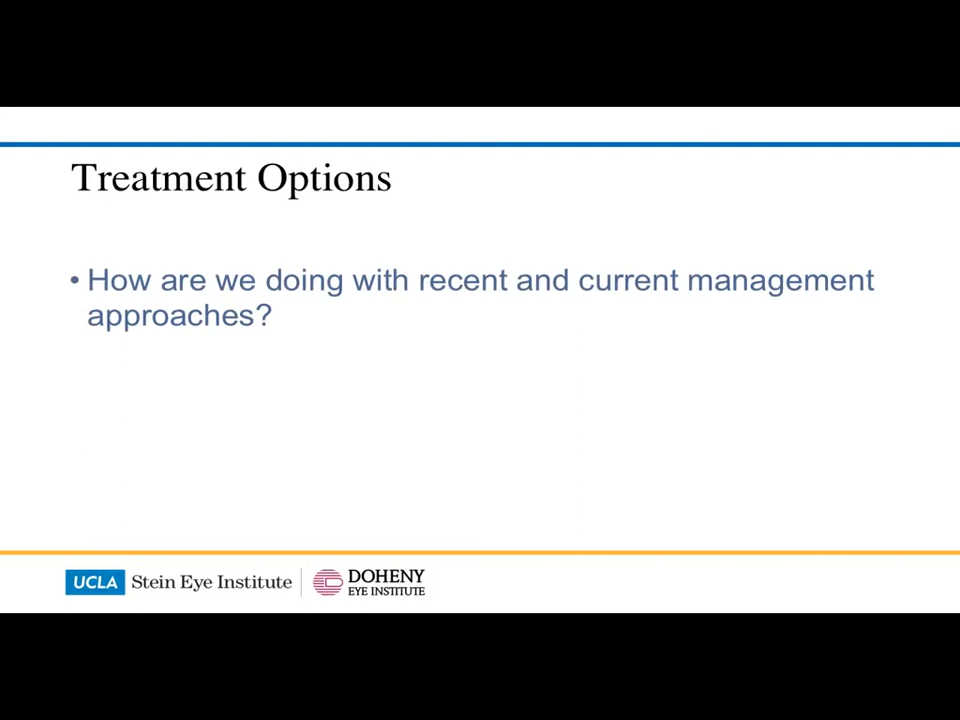 Treatment Options
• How are we doing with recent and current management
approaches?
UCLA Stein Eye Institute DOHENY
EYE INSTITUTE